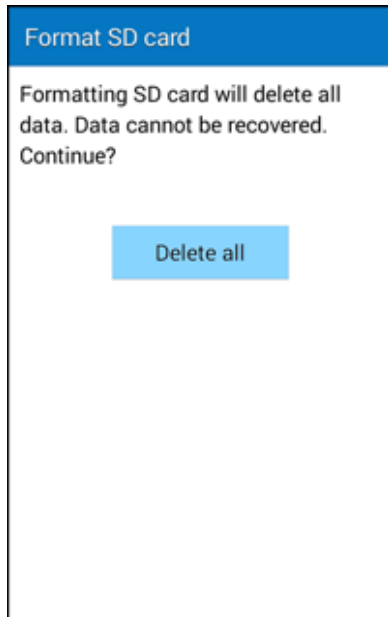 Format SD card
Formatting SD card will delete all
data. Data cannot be recovered.
Continue?
Delete all